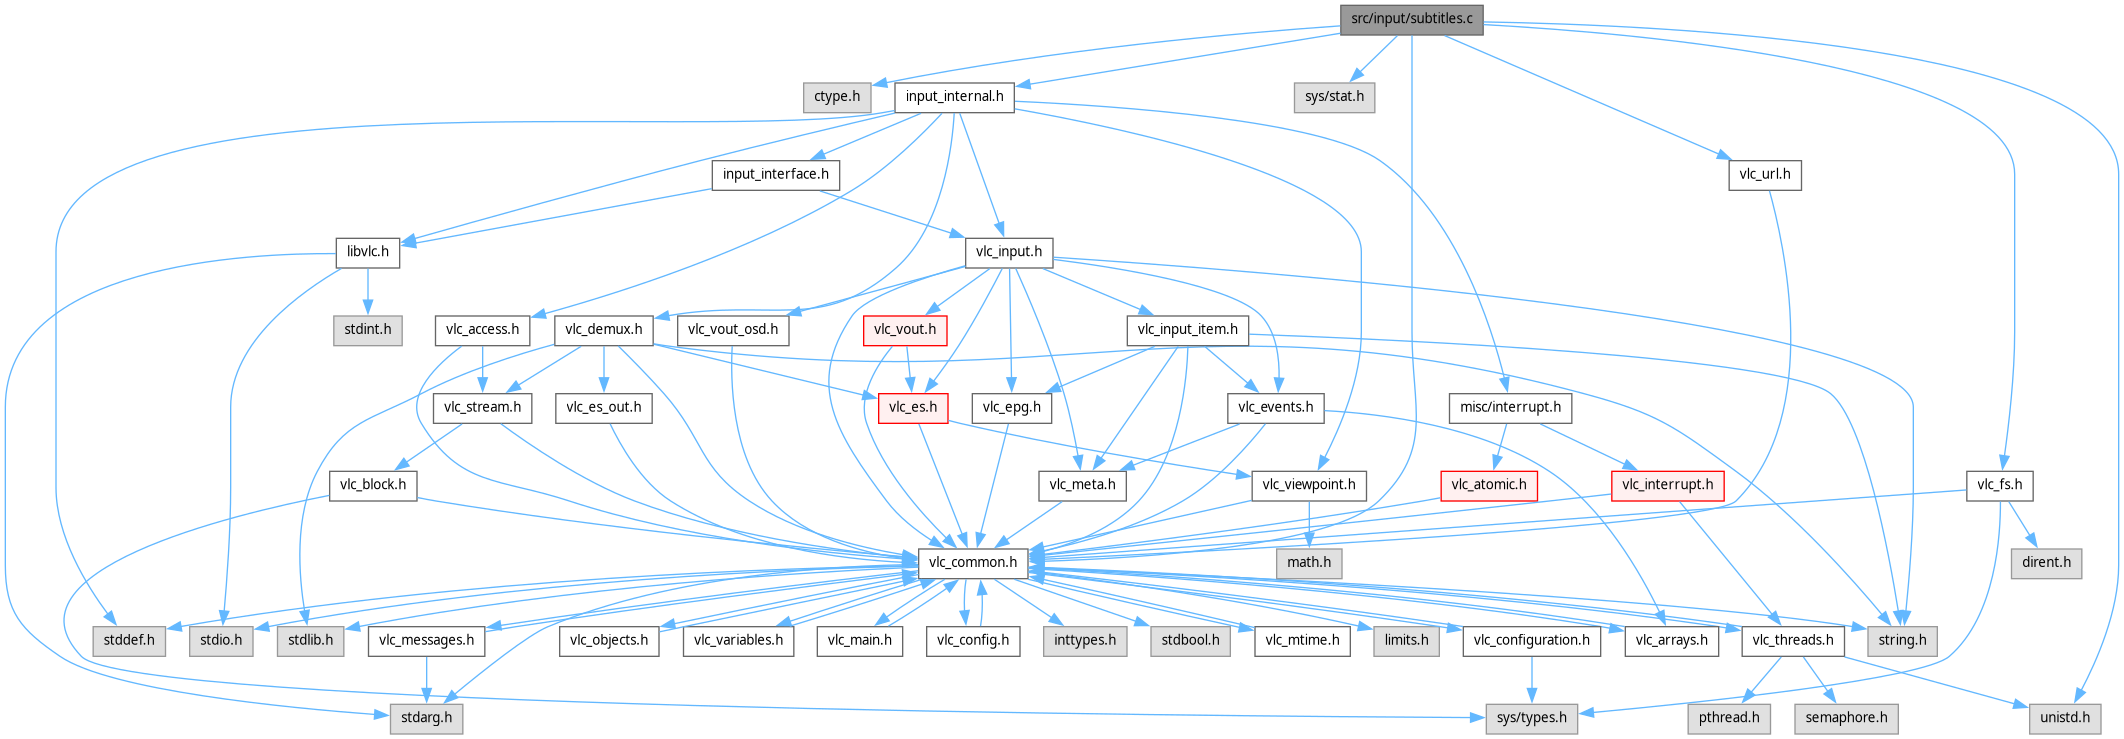 src/input/subtitles.c
ctype.h
input_internal.h
sys/stat.h
input_interface.h
vlc_url.h
libvlc.h
vlc_input.h
stdint.h
vlc_access.h
vlc_demux.h
vlc_vout_osd.h
vlc_vout.h
vlc_input_item.h
vlc_stream.h
vlc_es_out.h
vlc_es.h
vlc_epg.h
vlc_events.h
misc/interrupt.h
vlc_block.h
vlc_meta.h
vlc_viewpoint.h
vlc_atomic.h
vlc_interrupt.h
vlc_fs.h
vlc_common.h
math.h
dirent.h
stddef.h
stdio.h
stdlib.h
vlc_messages.h
vlc_objects.h
vlc_variables.h
vlc_main.h
vlc_config.h
inttypes.h
stdbool.h
vlc_mtime.h
limits.h
vlc_configuration.h
vlc_arrays.h
vlc_threads.h
string.h
stdarg.h
sys/types.h
pthread.h
semaphore.h
unistd.h